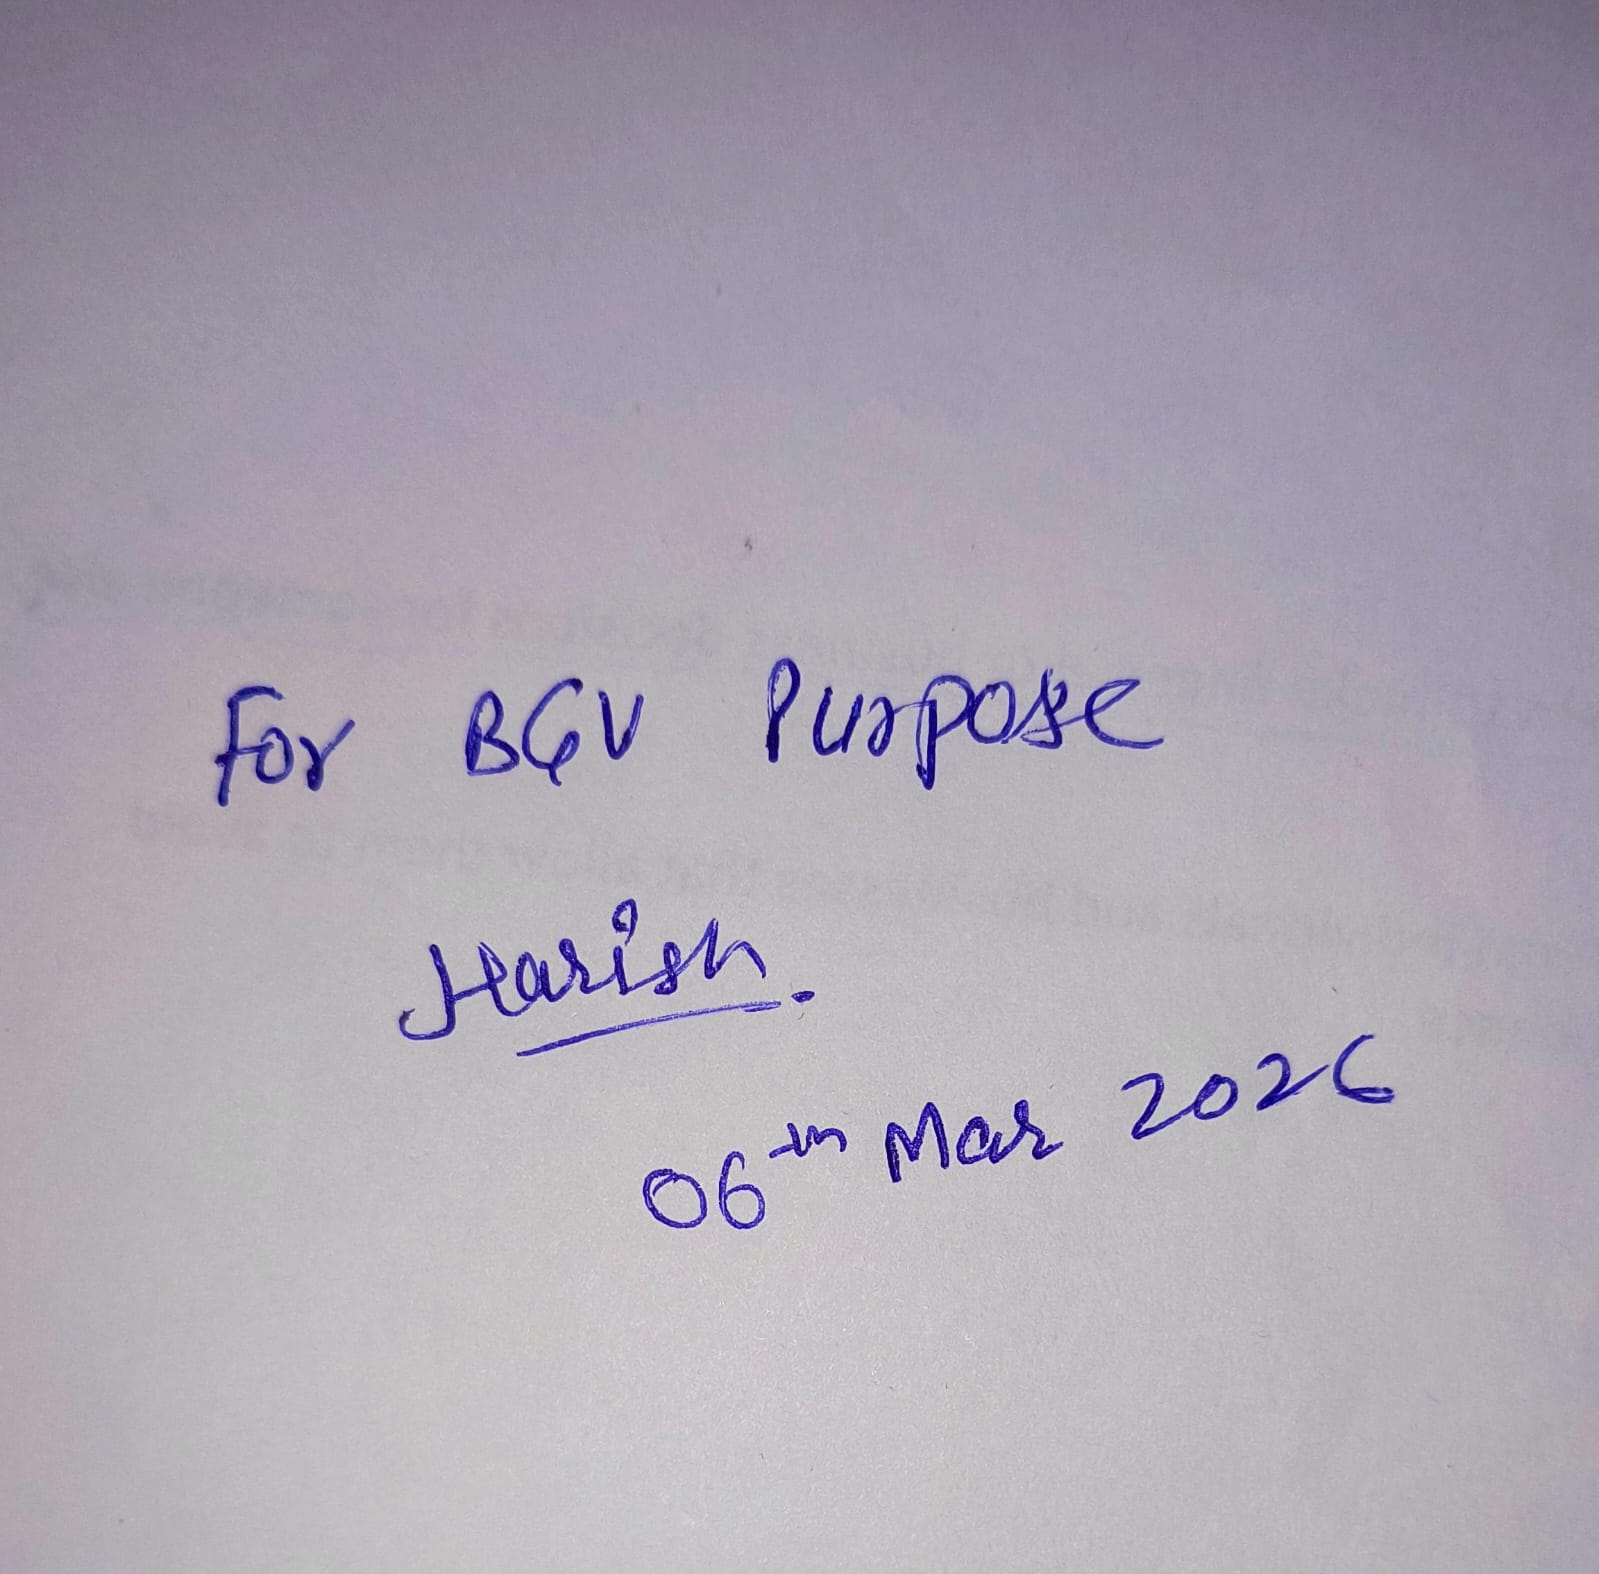 For BGV Purpose
Harish.
06th Mar 2026